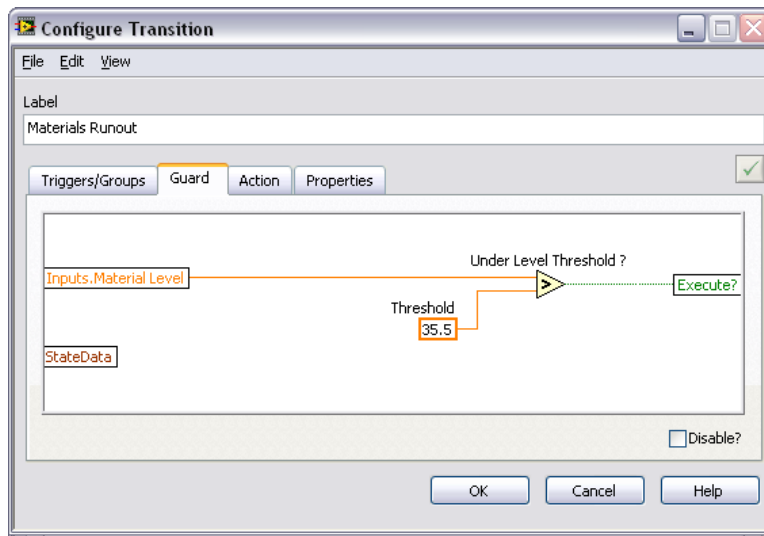 Configure Transition
File Edit View
Label
Materials Runout
Triggers/Groups Guard Action Properties
Under Level Threshold ?
Inputs.Material Level > Execute?
Threshold
35.5
StateData
Disable?
OK Cancel Help